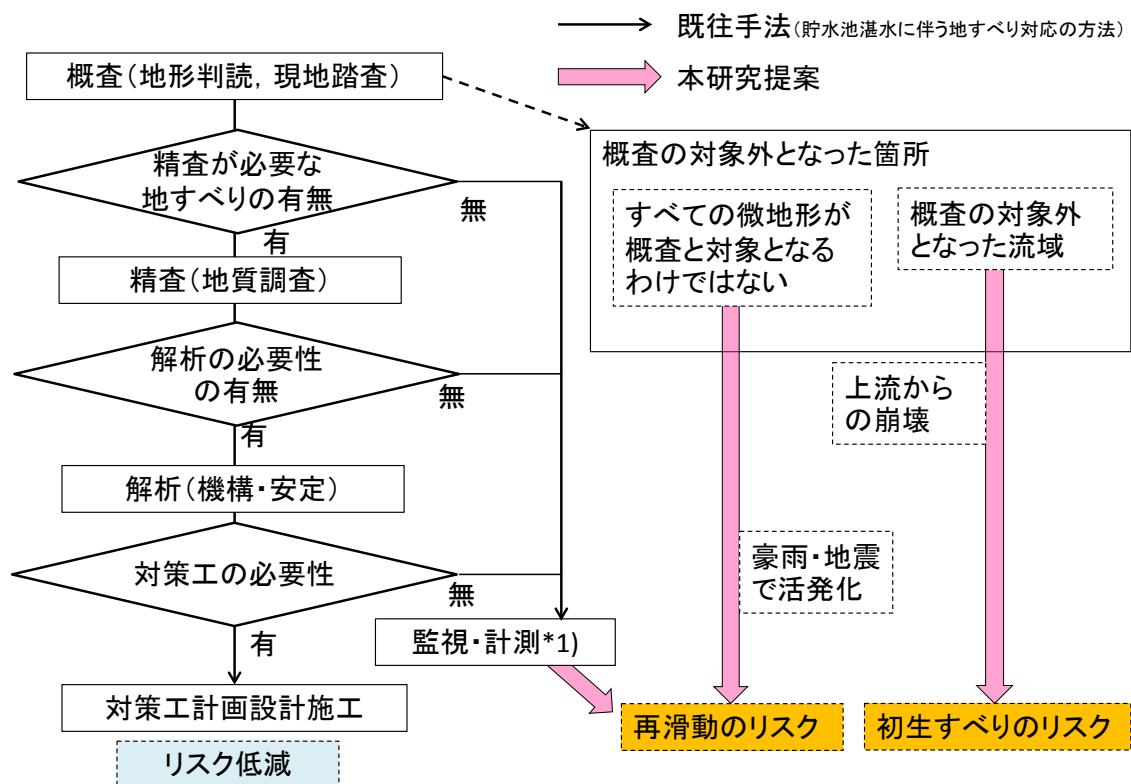 既往手法(貯水池湛水に伴う地すべり対応の方法)
本研究提案
概査(地形判読,現地踏査)
精査が必要な
地すべりの有無
無
有
精査(地質調査)
解析の必要性
の有無
無
有
解析(機構・安定)
対策工の必要性
無
有
監視・計測*1)
対策工計画設計施工
リスク低減
概査の対象外となった箇所
すべての微地形が
概査と対象となる
わけではない
概査の対象外
となった流域
上流から
の崩壊
豪雨・地震
で活発化
再滑動のリスク
初生すべりのリスク